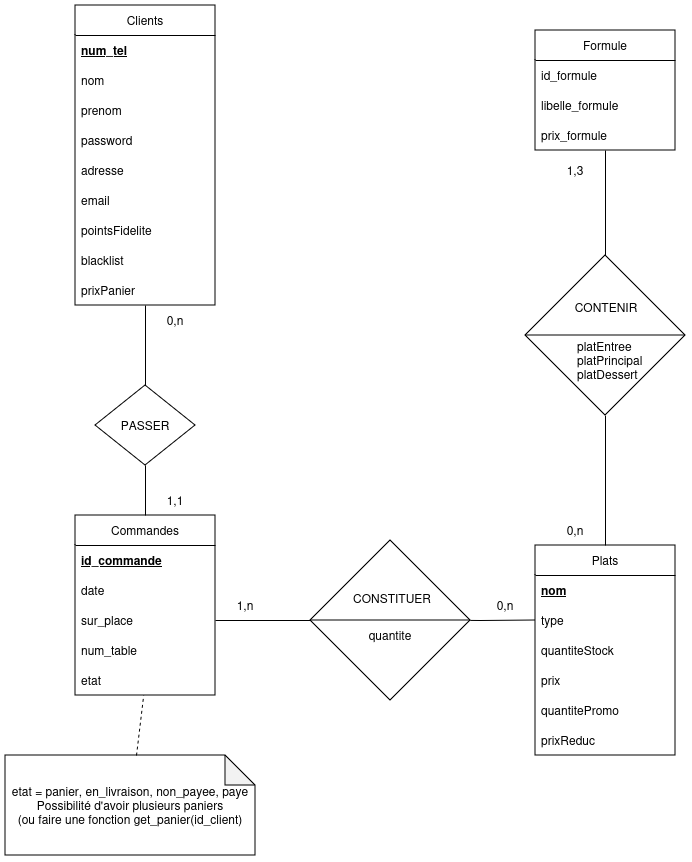 Clients
num_tel
nom
prenom
password
adresse
email
pointsFidelite
blacklist
prixPanier
0,n
PASSER
1,1
Commandes
id_commande
date
sur_place
num_table
etat
etat = panier, en_livraison, non_payee, paye
Possibilité d'avoir plusieurs paniers
(ou faire une fonction get_panier(id_client)
1,n
CONSTITUER
quantite
0,n
Formule
id_formule
libelle_formule
prix_formule
1,3
CONTENIR
platEntree
platPrincipal
platDessert
0,n
Plats
nom
type
quantiteStock
prix
quantitePromo
prixReduc